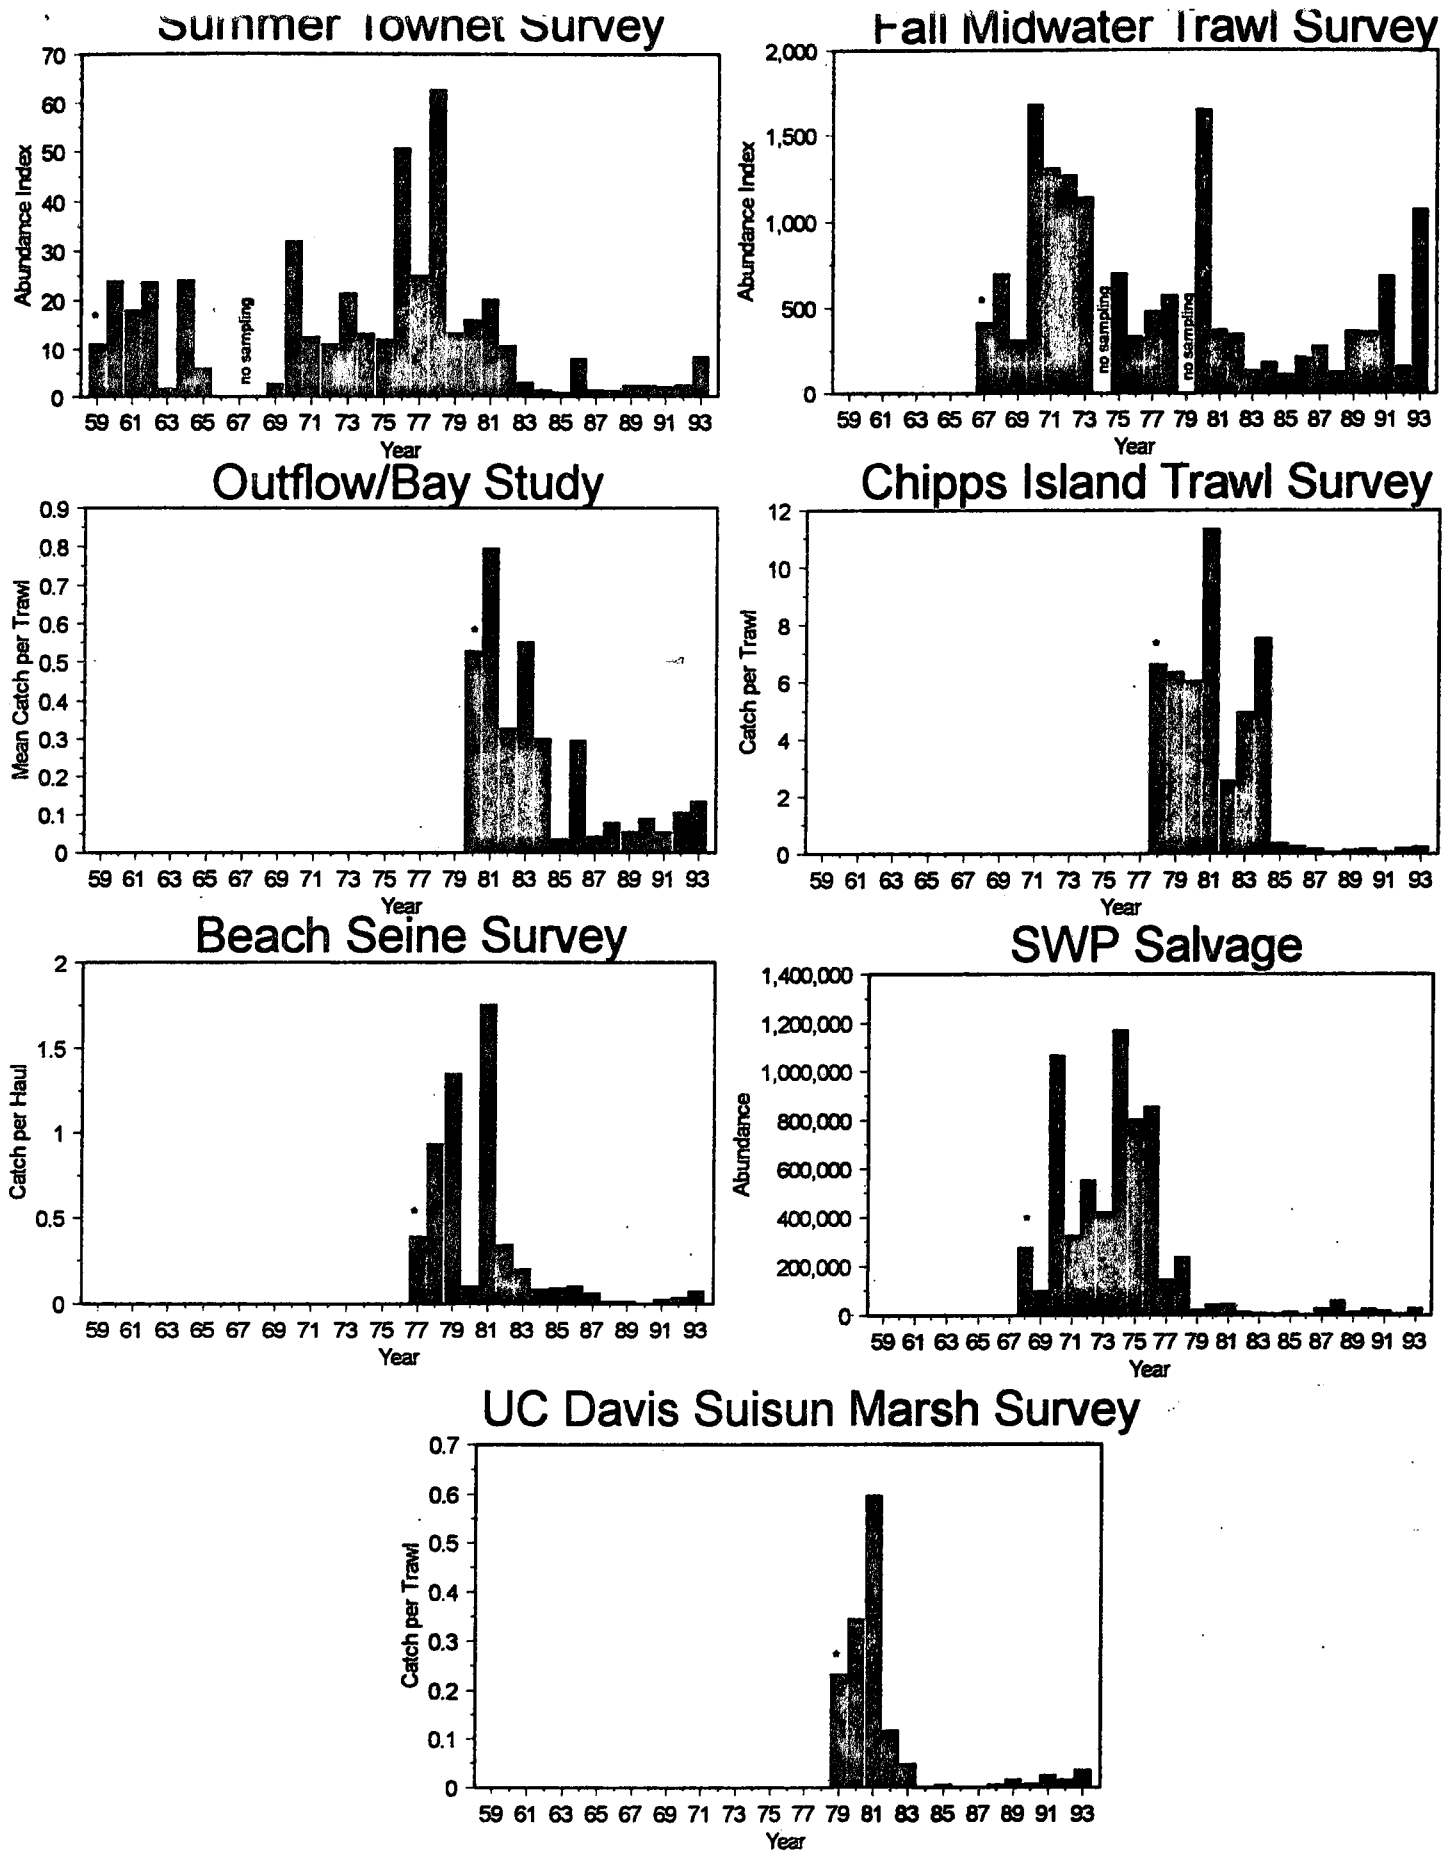 Summer Townet Survey
70
60
50
40
30
20
10
0
Abundance Index
*
no sampling
59 61 63 65 67 69 71 73 75 77 79 81 83 85 87 89 91 93
Year
Fall Midwater Trawl Survey
2,000
1,500
1,000
500
0
Abundance Index
*
no sampling
no sampling
59 61 63 65 67 69 71 73 75 77 79 81 83 85 87 89 91 93
Year
Outflow/Bay Study
0.9
0.8
0.7
0.6
0.5
0.4
0.3
0.2
0.1
0
Mean Catch per Trawl
*
59 61 63 65 67 69 71 73 75 77 79 81 83 85 87 89 91 93
Year
Chipps Island Trawl Survey
12
10
8
6
4
2
0
Catch per Trawl
*
59 61 63 65 67 69 71 73 75 77 79 81 83 85 87 89 91 93
Year
Beach Seine Survey
2
1.5
1
0.5
0
Catch per Haul
*
59 61 63 65 67 69 71 73 75 77 79 81 83 85 87 89 91 93
Year
SWP Salvage
1,400,000
1,200,000
1,000,000
800,000
600,000
400,000
200,000
0
Abundance
*
59 61 63 65 67 69 71 73 75 77 79 81 83 85 87 89 91 93
Year
UC Davis Suisun Marsh Survey
0.7
0.6
0.5
0.4
0.3
0.2
0.1
0
Catch per Trawl
*
59 61 63 65 67 69 71 73 75 77 79 81 83 85 87 89 91 93
Year